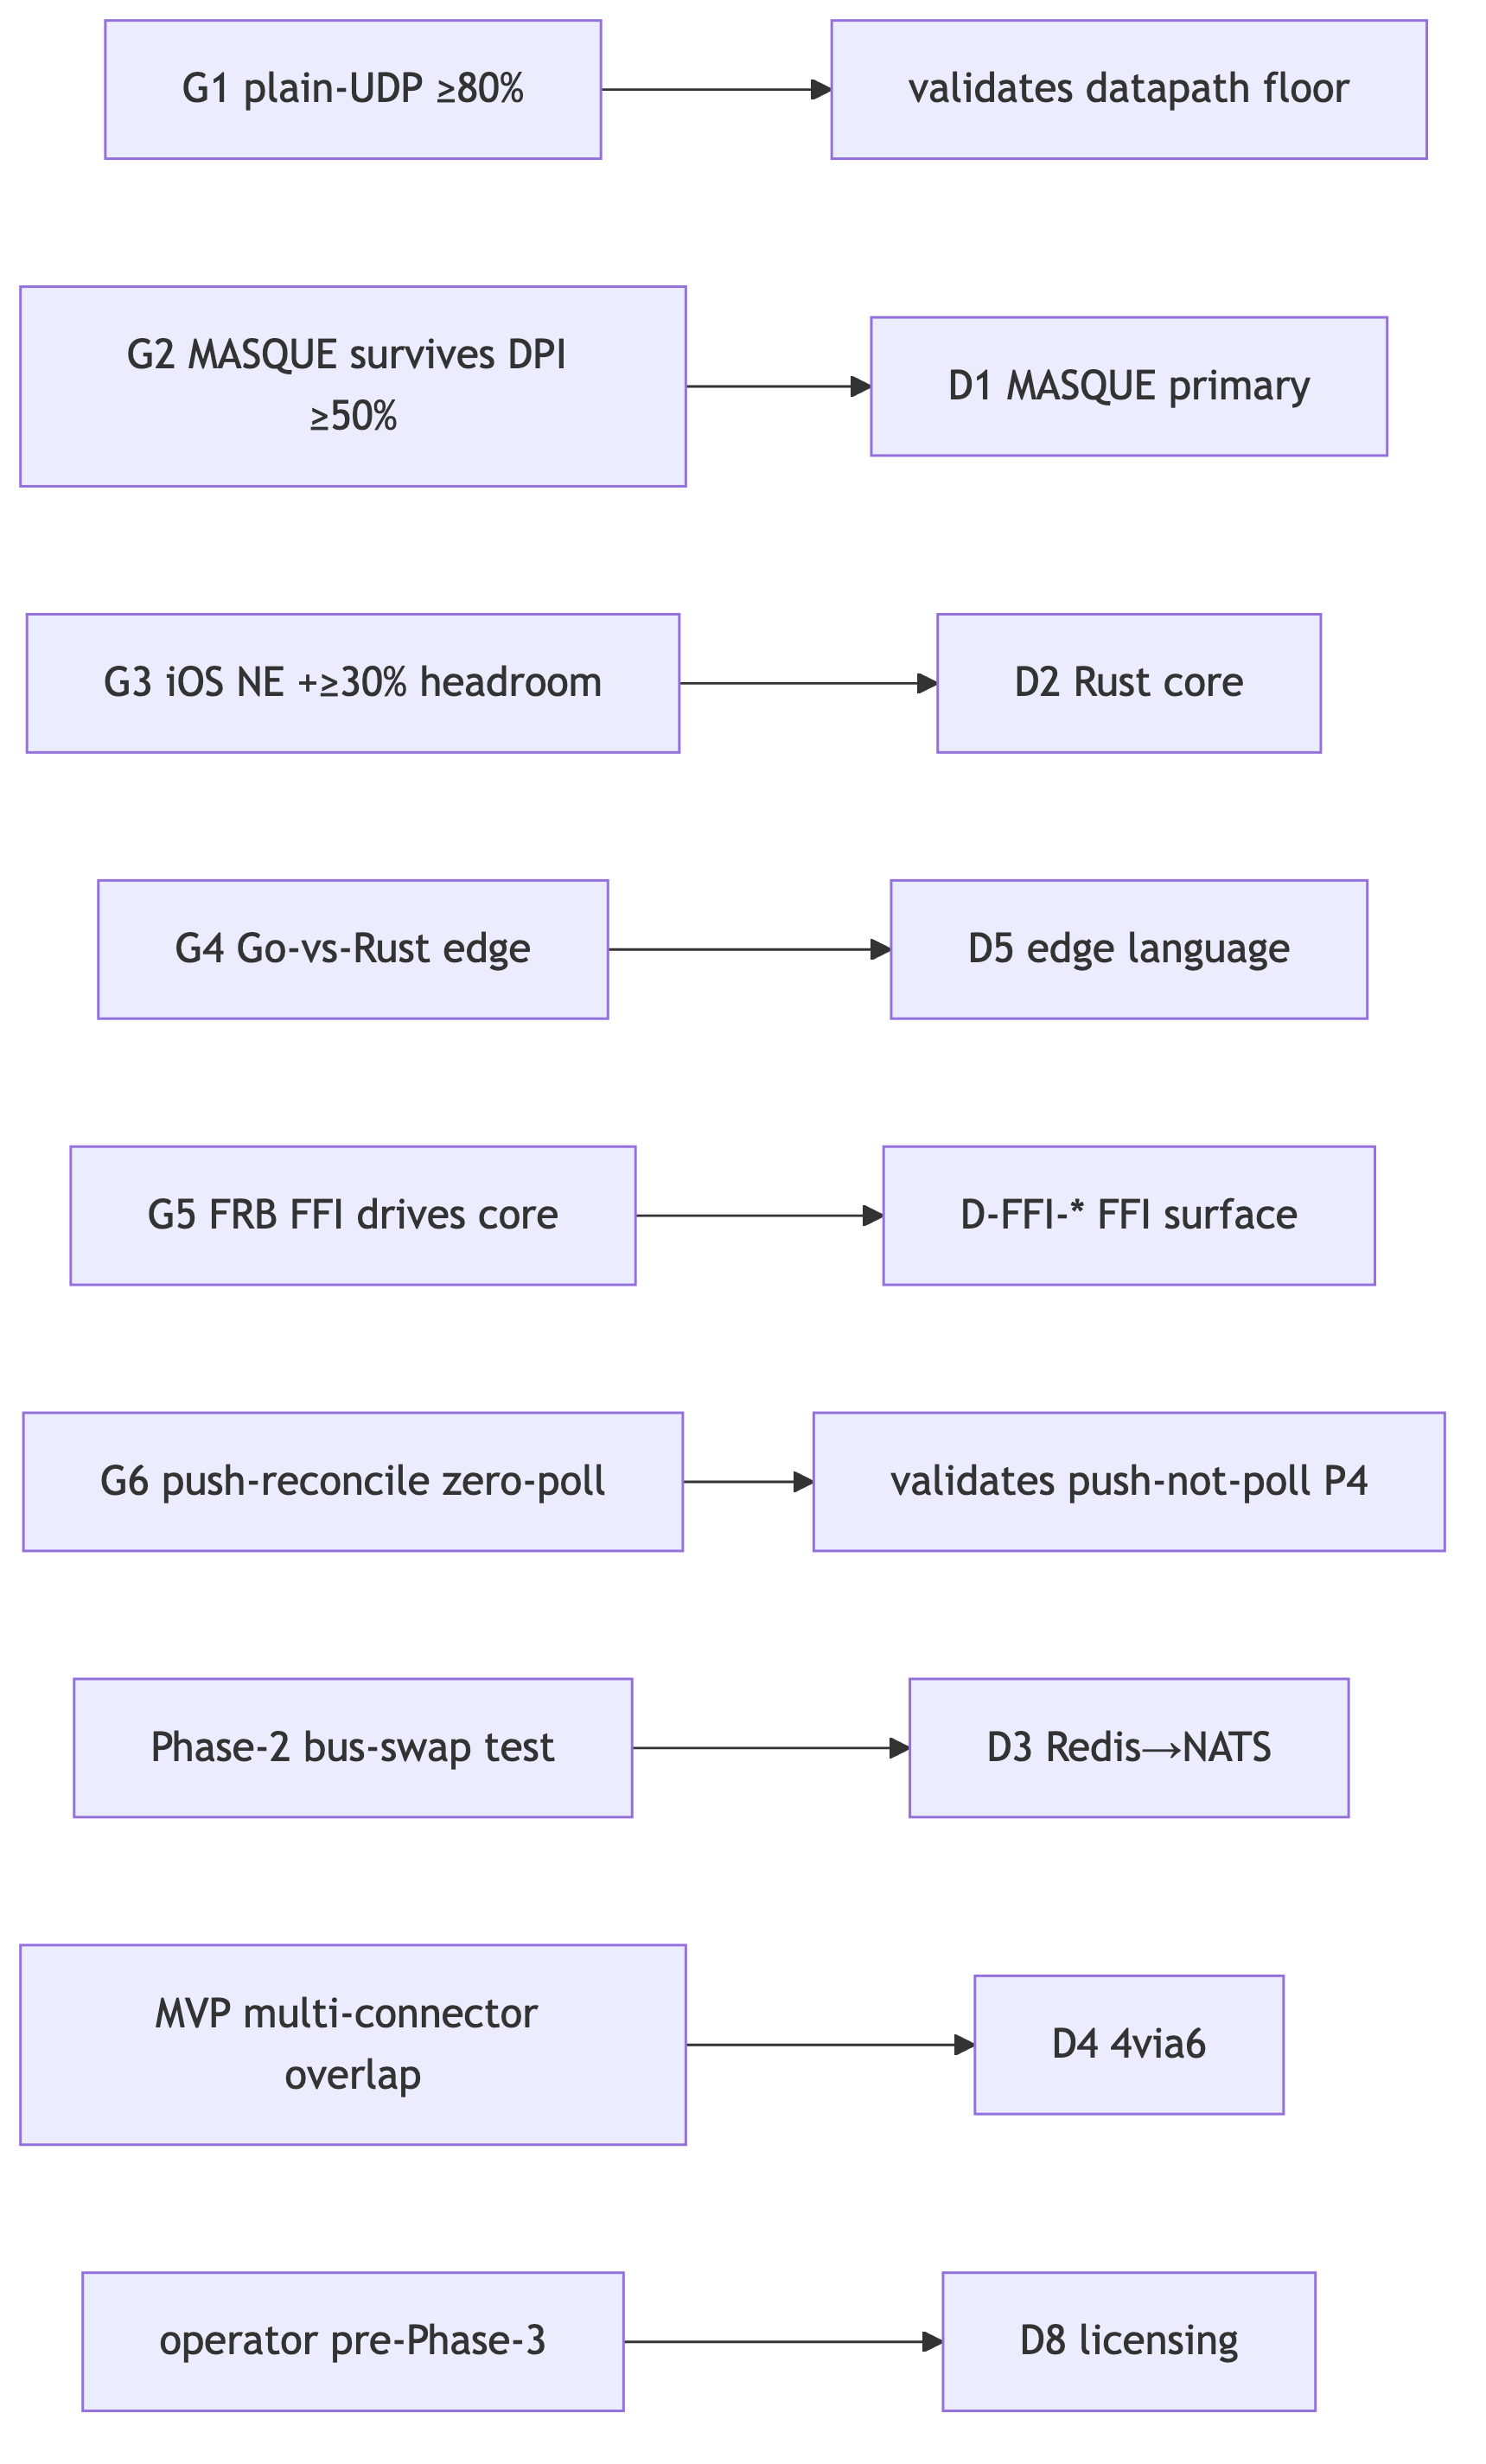 G1 plain-UDP ≥80%
validates datapath floor
G2 MASQUE survives DPI
≥50%
D1 MASQUE primary
G3 iOS NE +≥30% headroom
D2 Rust core
G4 Go-vs-Rust edge
D5 edge language
G5 FRB FFI drives core
D-FFI-* FFI surface
G6 push-reconcile zero-poll
validates push-not-poll P4
Phase-2 bus-swap test
D3 Redis→NATS
MVP multi-connector
overlap
D4 4via6
operator pre-Phase-3
D8 licensing